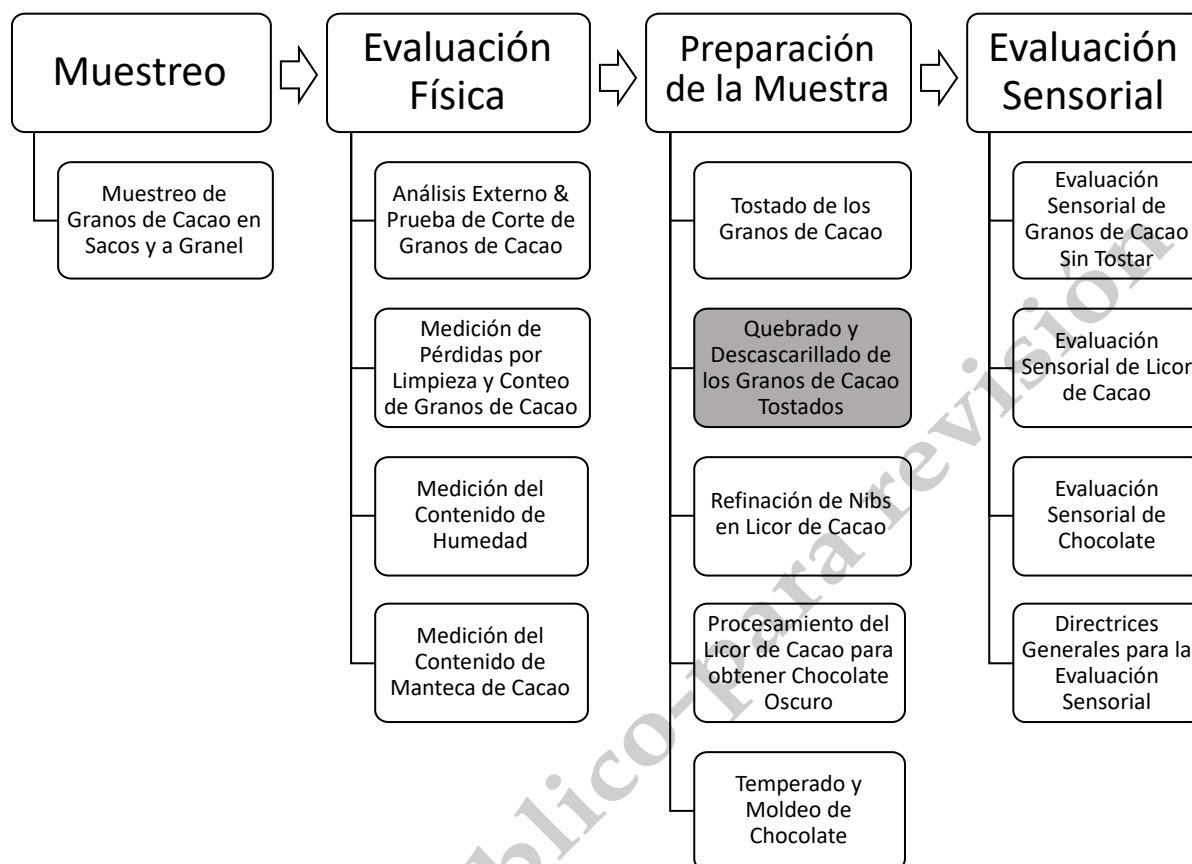 Muestreo
Muestreo de
Granos de Cacao en
Sacos y a Granel
Evaluación
Física
Análisis Externo &
Prueba de Corte de
Granos de Cacao
Medición de
Pérdidas por
Limpieza y Conteo
de Granos de Cacao
Medición del
Contenido de
Humedad
Medición del
Contenido de
Manteca de Cacao
Preparación
de la Muestra
Tostado de los
Granos de Cacao
Quebrado y
Descascarillado de
los Granos de Cacao
Tostados
Refinación de Nibs
en Licor de Cacao
Procesamiento del
Licor de Cacao para
obtener Chocolate
Oscuro
Temperado y
Moldeo de
Chocolate
Evaluación
Sensorial
Evaluación
Sensorial de
Granos de Cacao
Sin Tostar
Evaluación
Sensorial de Licor
de Cacao
Evaluación
Sensorial de
Chocolate
Directrices
Generales para la
Evaluación
Sensorial
blico-para revisión